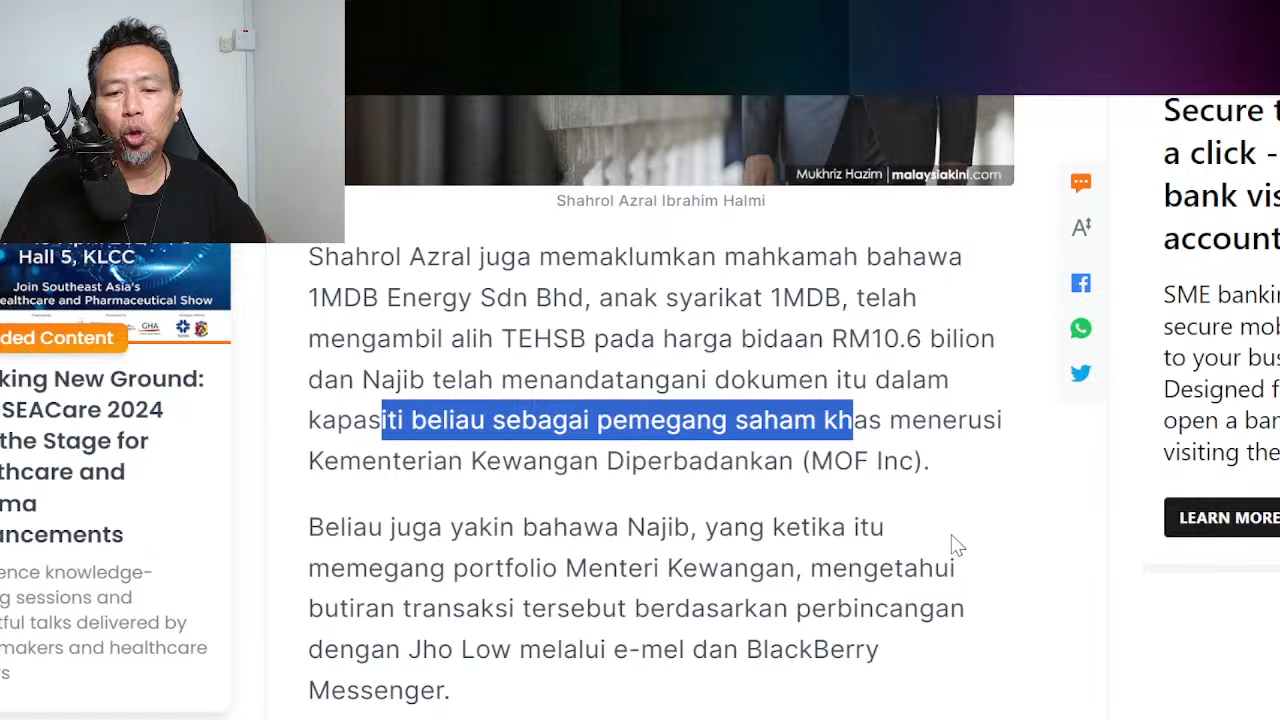 Mukhriz Hazim | malaysiakini.com
Shahrol Azral Ibrahim Halmi
Shahrol Azral juga memaklumkan mahkamah bahawa
1MDB Energy Sdn Bhd, anak syarikat 1MDB, telah
mengambil alih TEHSB pada harga bidaan RM10.6 bilion
dan Najib telah menandatangani dokumen itu dalam
kapasiti beliau sebagai pemegang saham khas menerusi
Kementerian Kewangan Diperbadankan (MOF Inc).
Beliau juga yakin bahawa Najib, yang ketika itu
memegang portfolio Menteri Kewangan, mengetahui
butiran transaksi tersebut berdasarkan perbincangan
dengan Jho Low melalui e-mel dan BlackBerry
Messenger.
Hall 5, KLCC
Join Southeast Asia's
ealthcare and Pharmaceutical Show
GHA
ded Content
king New Ground:
SEACare 2024
the Stage for
thcare and
ma
ancements
ence knowledge-
g sessions and
tful talks delivered by
makers and healthcare
rs
Secure t
a click -
bank vis
account
SME bankin
secure mob
to your bus
Designed f
open a ban
visiting the
LEARN MORE